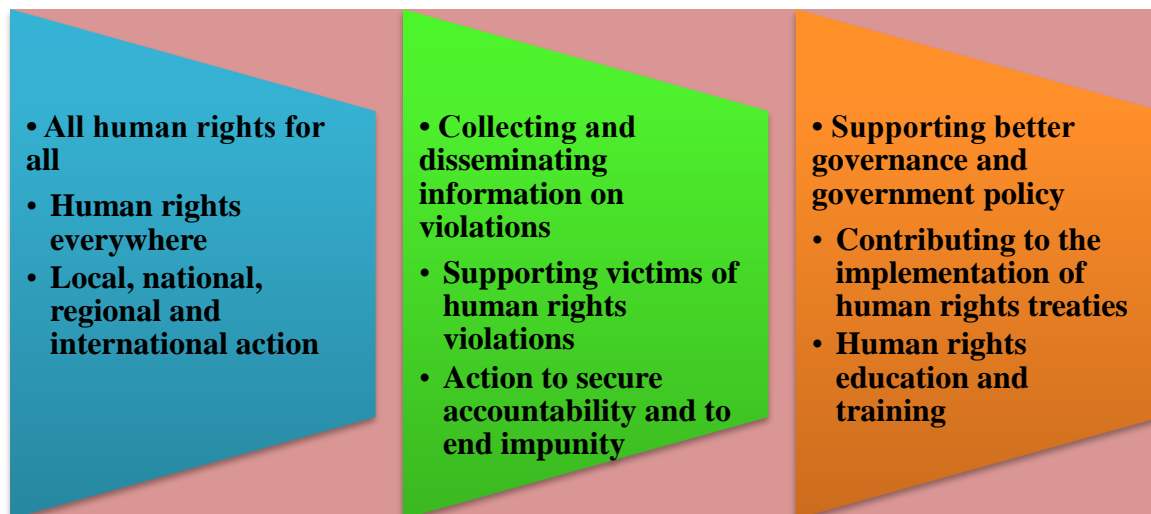 • All human rights for
all
• Human rights
everywhere
• Local, national,
regional and
international action
• Collecting and
disseminating
information on
violations
• Supporting victims of
human rights
violations
• Action to secure
accountability and to
end impunity
• Supporting better
governance and
government policy
• Contributing to the
implementation of
human rights treaties
• Human rights
education and
training